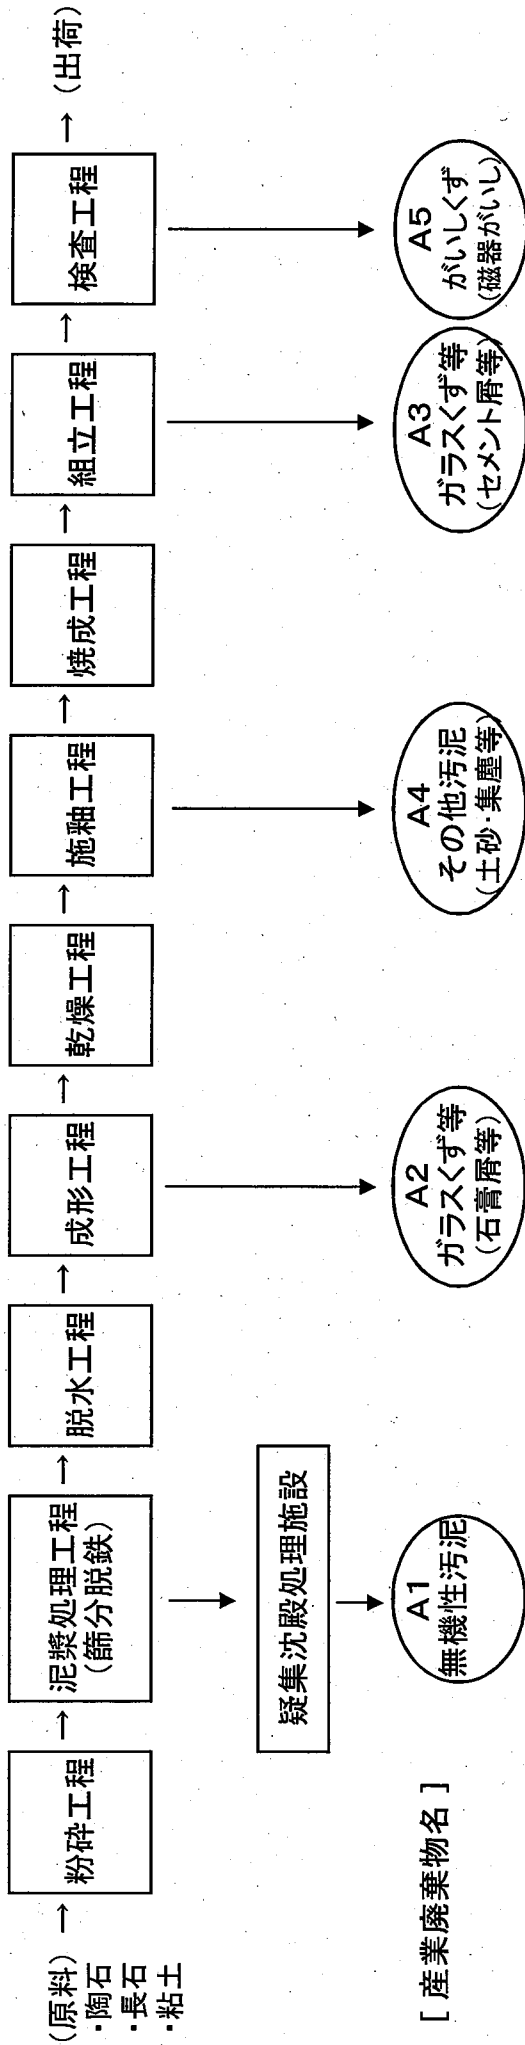 (原料)
・陶石
・長石
・粘土
→
粉砕工程
→
泥漿処理工程
(篩分脱鉄)
→
脱水工程
→
成形工程
→
乾燥工程
→
施釉工程
→
焼成工程
→
組立工程
→
検査工程
→
(出荷)
疑集沈殿処理施設
[ 産業廃棄物名 ]
A1
無機性汚泥
A2
ガラスくず等
(石膏屑等)
A4
その他汚泥
(土砂・集塵等)
A3
ガラスくず等
(セメント屑等)
A5
がいしくず
(磁器がいし)